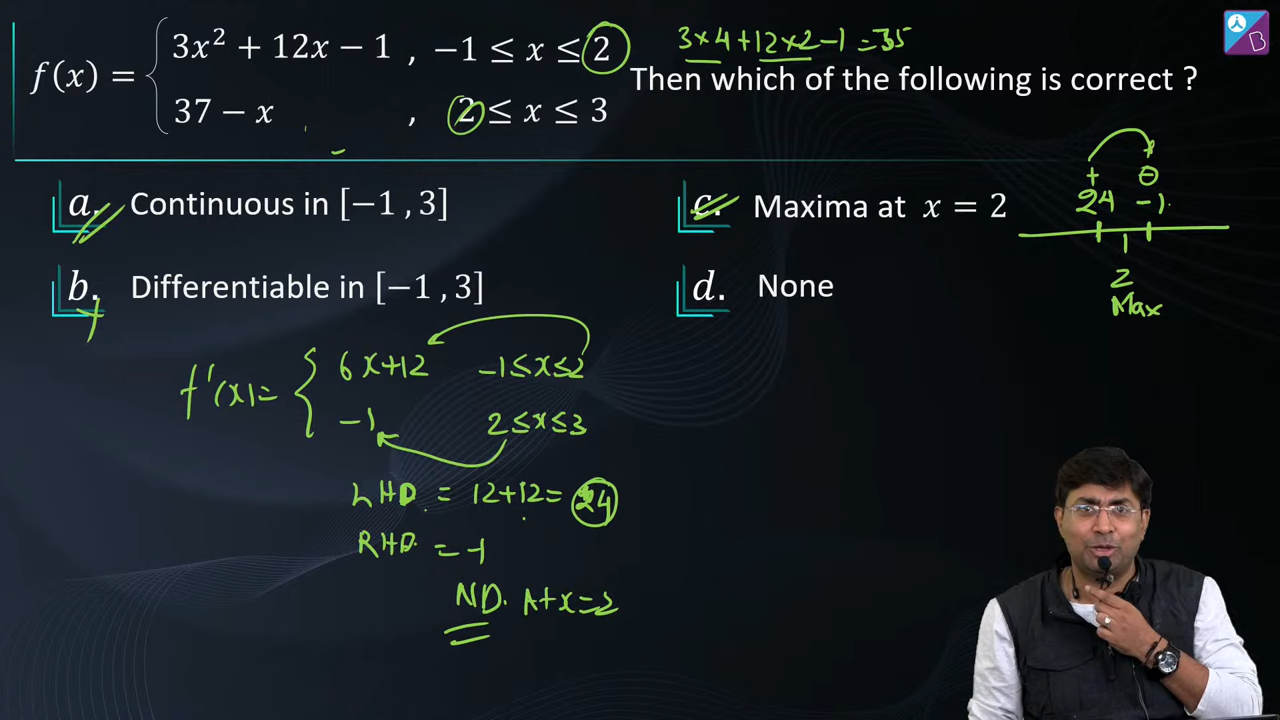 f(x) = { 3x² + 12x − 1 , −1 ≤ x ≤ 2
37 − x , 2 ≤ x ≤ 3
3×4+12×2−1 =35
Then which of the following is correct ?
a. Continuous in [−1 , 3]
b. Differentiable in [−1 , 3]
c. Maxima at x = 2
d. None
+ ⊖
24 −1
2
Max
f'(x)= { 6x+12 −1≤x≤2
−1 2≤x≤3
LHD = 12+12= 24
RHD = −1
ND. At x=2
B